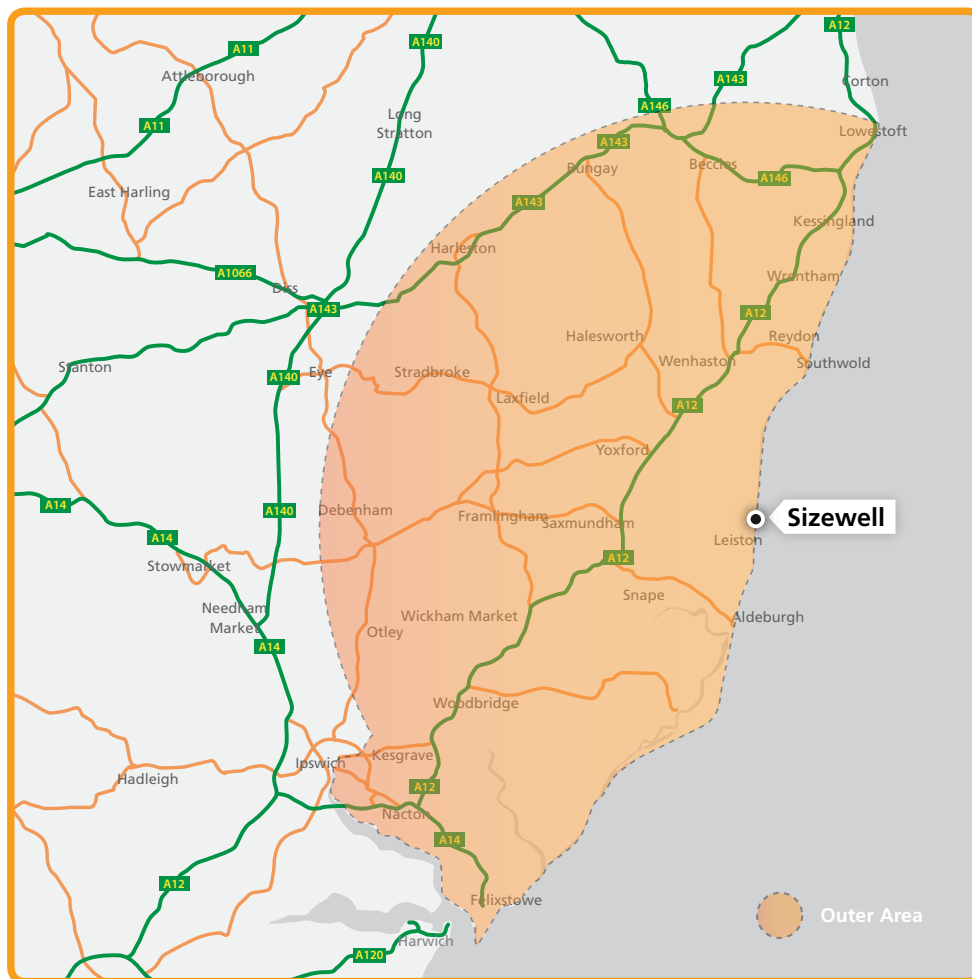 A12
A140
A11
Attleborough
A143
Corton
A146
Long
Stratton
A11
Lowestoft
A143
Bungay
Beccles
A140
A146
East Harling
A143
Kessingland
Harleston
A1066
Wrentham
Diss
A143
A12
Halesworth
Reydon
Stanton
Wenhaston
Southwold
A140
Eye
Stradbroke
Laxfield
A12
Yoxford
A14
A140
Debenham
Framlingham
Saxmundham
Sizewell
A14
Leiston
Stowmarket
A12
Snape
Needham
Market
Wickham Market
Aldeburgh
Otley
A14
Woodbridge
Kesgrave
Ipswich
Hadleigh
A12
Nacton
A14
A12
Felixstowe
Outer Area
Harwich
A120